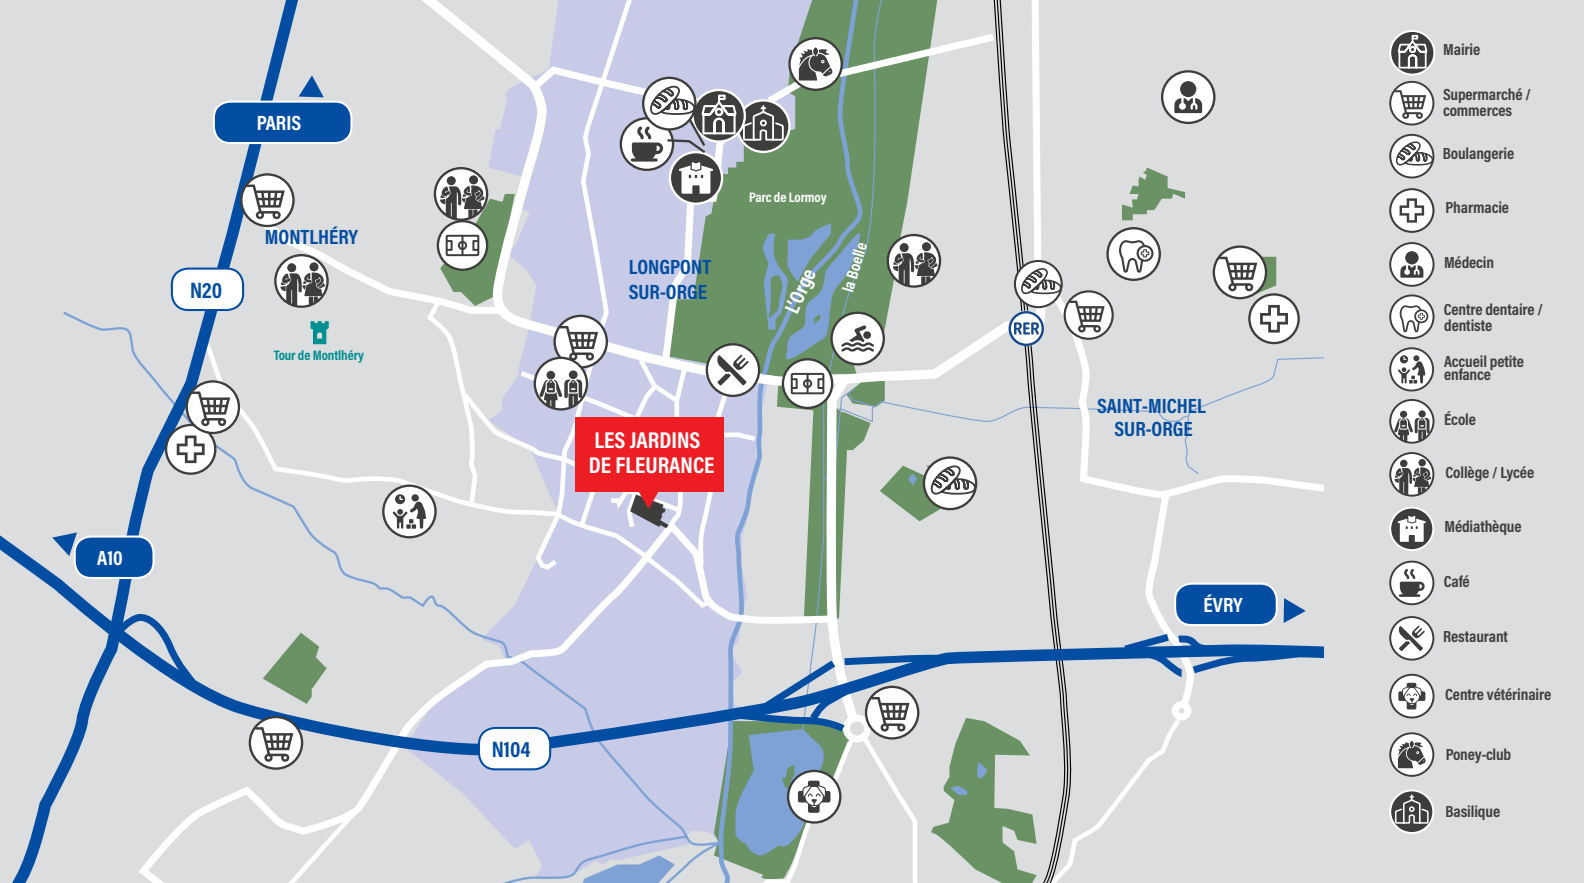 PARIS
MONTLHÉRY
N20
Tour de Montlhéry
A10
LONGPONT
SUR-ORGE
Parc de Lormoy
L'Orge
la Boelle
RER
SAINT-MICHEL
SUR-ORGE
LES JARDINS
DE FLEURANCE
ÉVRY
N104
Mairie
Supermarché /
commerces
Boulangerie
Pharmacie
Médecin
Centre dentaire /
dentiste
Accueil petite
enfance
École
Collège / Lycée
Médiathèque
Café
Restaurant
Centre vétérinaire
Poney-club
Basilique